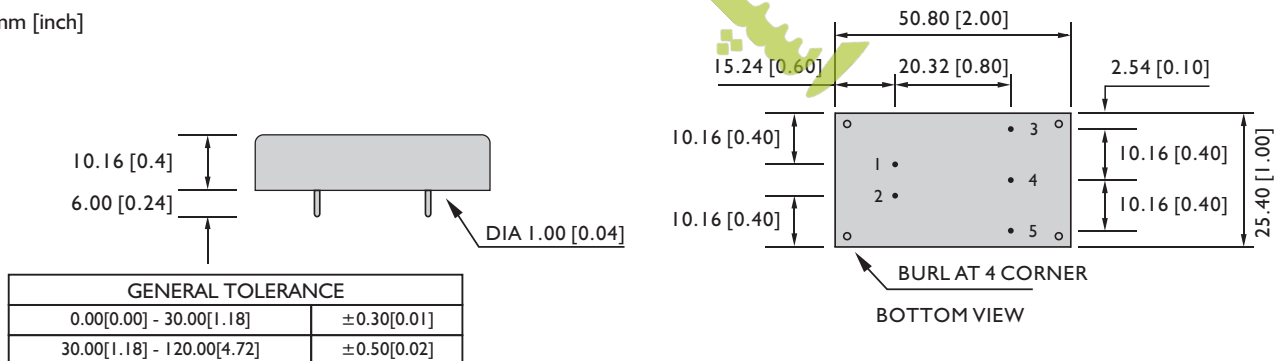 mm [inch]
10.16 [0.4]
6.00 [0.24]
DIA 1.00 [0.04]
GENERAL TOLERANCE
0.00[0.00] - 30.00[1.18] ±0.30[0.01]
30.00[1.18] - 120.00[4.72] ±0.50[0.02]
50.80 [2.00]
15.24 [0.60] 20.32 [0.80] 2.54 [0.10]
10.16 [0.40]
10.16 [0.40]
1
2
3
4
5
10.16 [0.40]
10.16 [0.40]
25.40 [1.00]
BURL AT 4 CORNER
BOTTOM VIEW